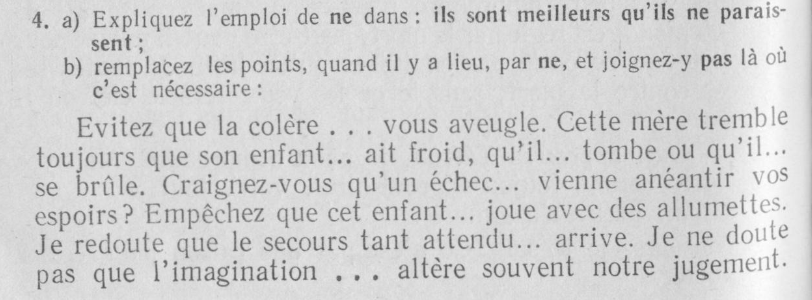 4. a) Expliquez l'emploi de ne dans : ils sont meilleurs qu'ils ne parais-
sent ;
b) remplacez les points, quand il y a lieu, par ne, et joignez-y pas là où
c'est nécessaire :
Evitez que la colère . . . vous aveugle. Cette mère tremble
toujours que son enfant... ait froid, qu'il... tombe ou qu'il...
se brûle. Craignez-vous qu'un échec... vienne anéantir vos
espoirs ? Empêchez que cet enfant... joue avec des allumettes.
Je redoute que le secours tant attendu... arrive. Je ne doute
pas que l'imagination . . . altère souvent notre jugement.